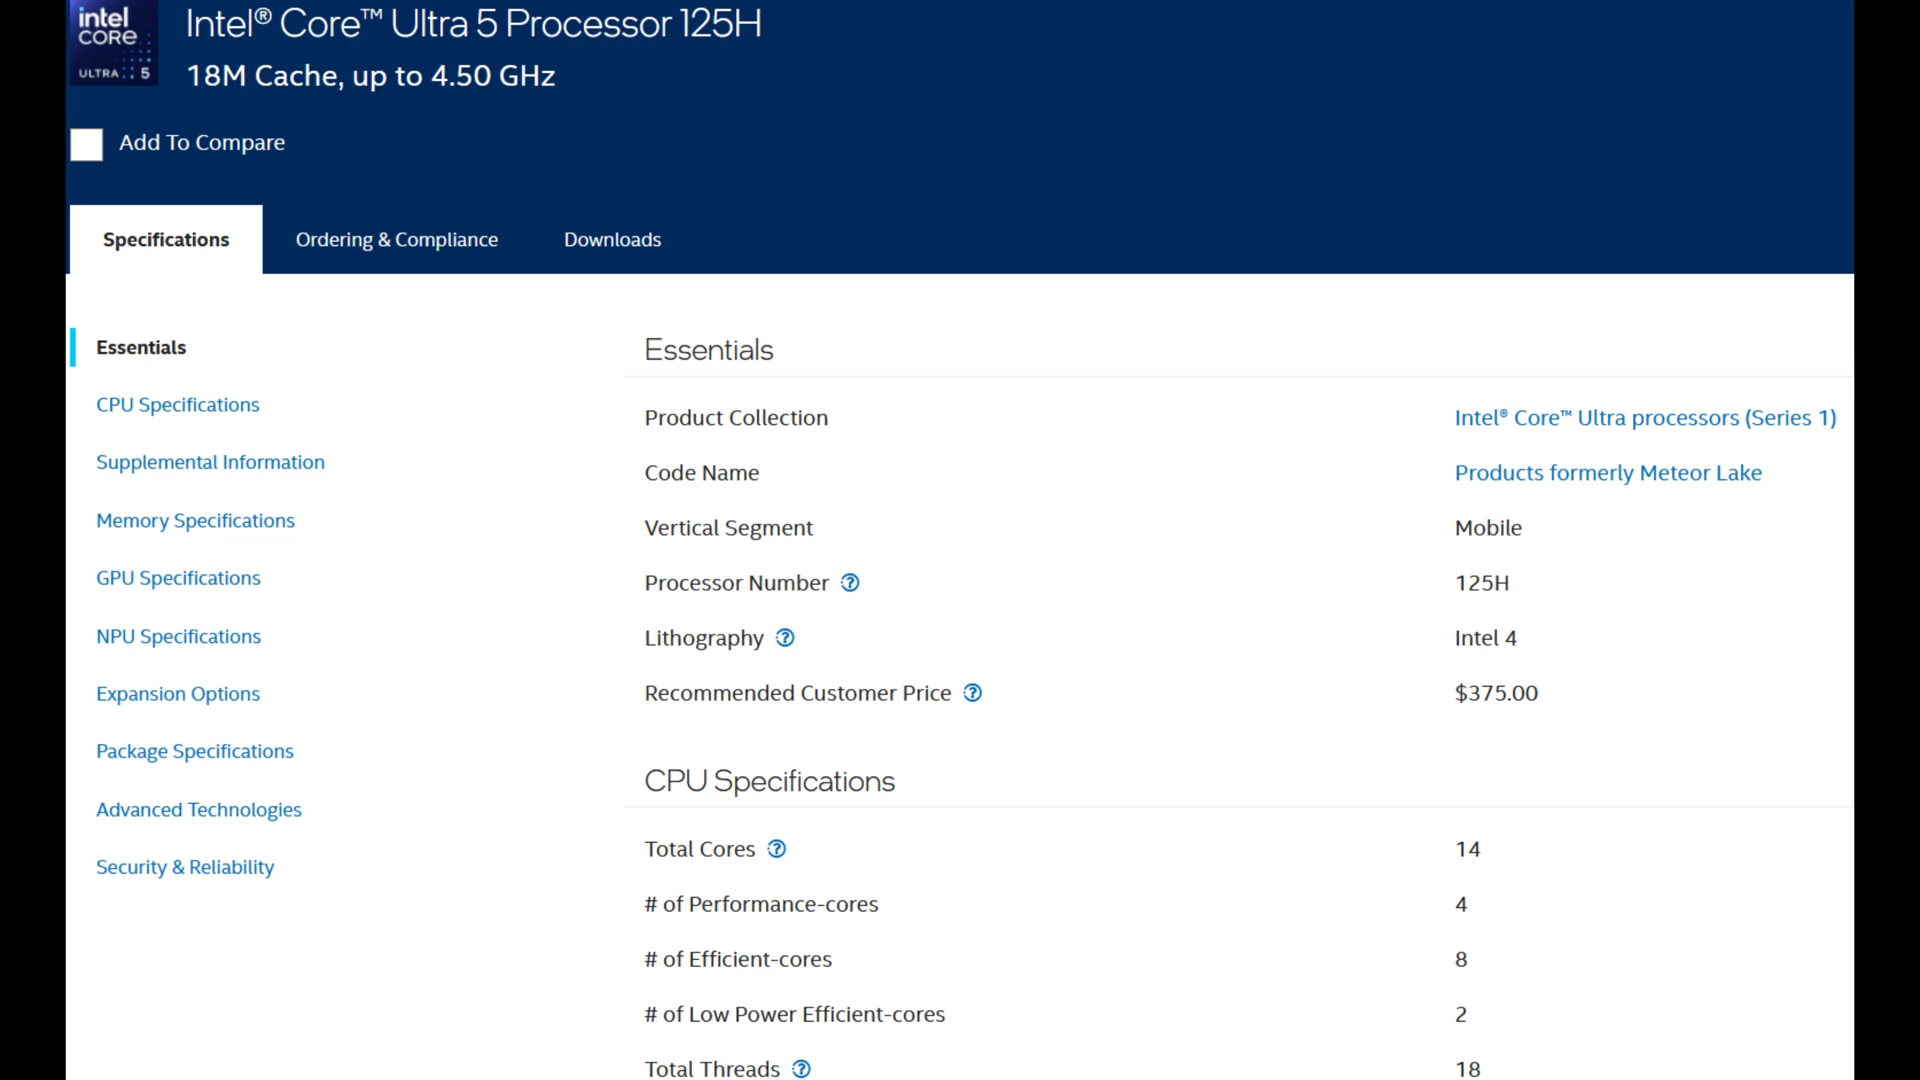 intel
CORE
ULTRA 5
Intel® Core™ Ultra 5 Processor 125H
18M Cache, up to 4.50 GHz
Add To Compare
Specifications Ordering & Compliance Downloads
Essentials
CPU Specifications
Supplemental Information
Memory Specifications
GPU Specifications
NPU Specifications
Expansion Options
Package Specifications
Advanced Technologies
Security & Reliability
Essentials
Product Collection Intel® Core™ Ultra processors (Series 1)
Code Name Products formerly Meteor Lake
Vertical Segment Mobile
Processor Number ? 125H
Lithography ? Intel 4
Recommended Customer Price ? $375.00
CPU Specifications
Total Cores ? 14
# of Performance-cores 4
# of Efficient-cores 8
# of Low Power Efficient-cores 2
Total Threads ? 18